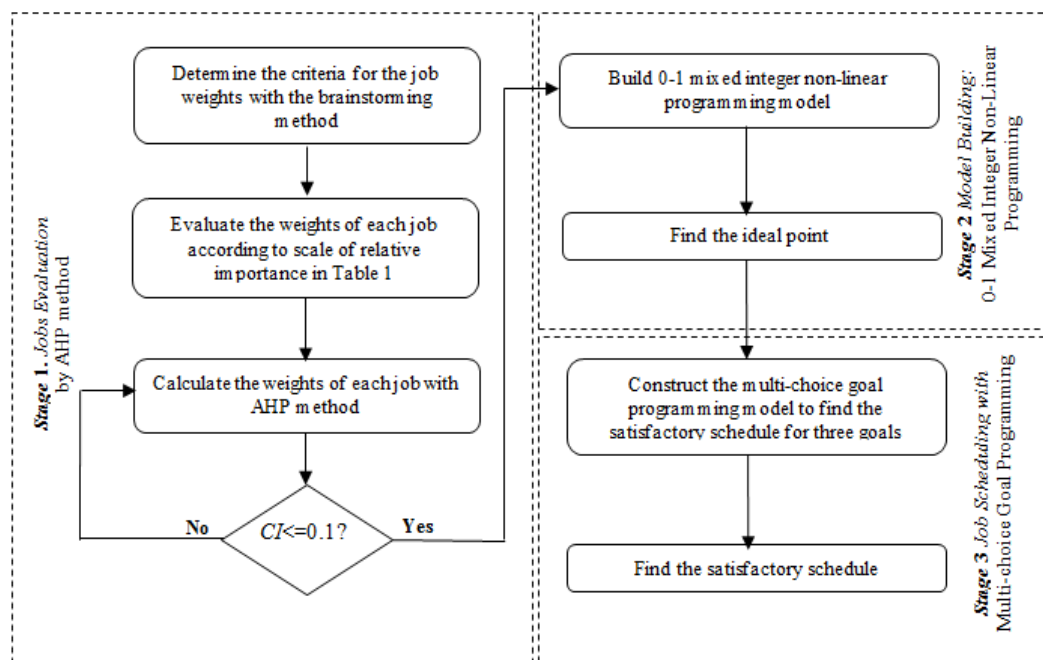 Determine the criteria for the job
weights with the brainstorming
method
Evaluate the weights of each job
according to scale of relative
importance in Table 1
Calculate the weights of each job with
AHP method
CI<=0.1?
No
Yes
Stage 1. Jobs Evaluation
by AHP method
Build 0-1 mixed integer non-linear
programming model
Find the ideal point
Stage 2 Model Building:
0-1 Mixed Integer Non-Linear
Programming
Construct the multi-choice goal
programming model to find the
satisfactory schedule for three goals
Find the satisfactory schedule
Stage 3 Job Scheduling with
Multi-choice Goal Programming